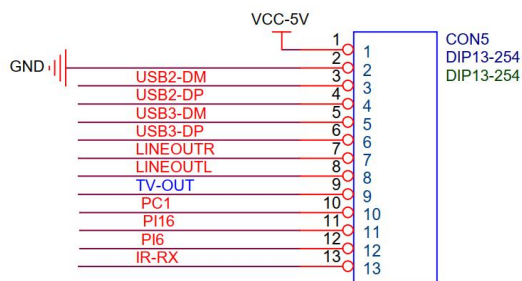 VCC-5V
CON5
DIP13-254
DIP13-254
1 1
GND 2 2
USB2-DM 3 3
USB2-DP 4 4
USB3-DM 5 5
USB3-DP 6 6
LINEOUTR 7 7
LINEOUTL 8 8
TV-OUT 9 9
PC1 10 10
PI16 11 11
PI6 12 12
IR-RX 13 13